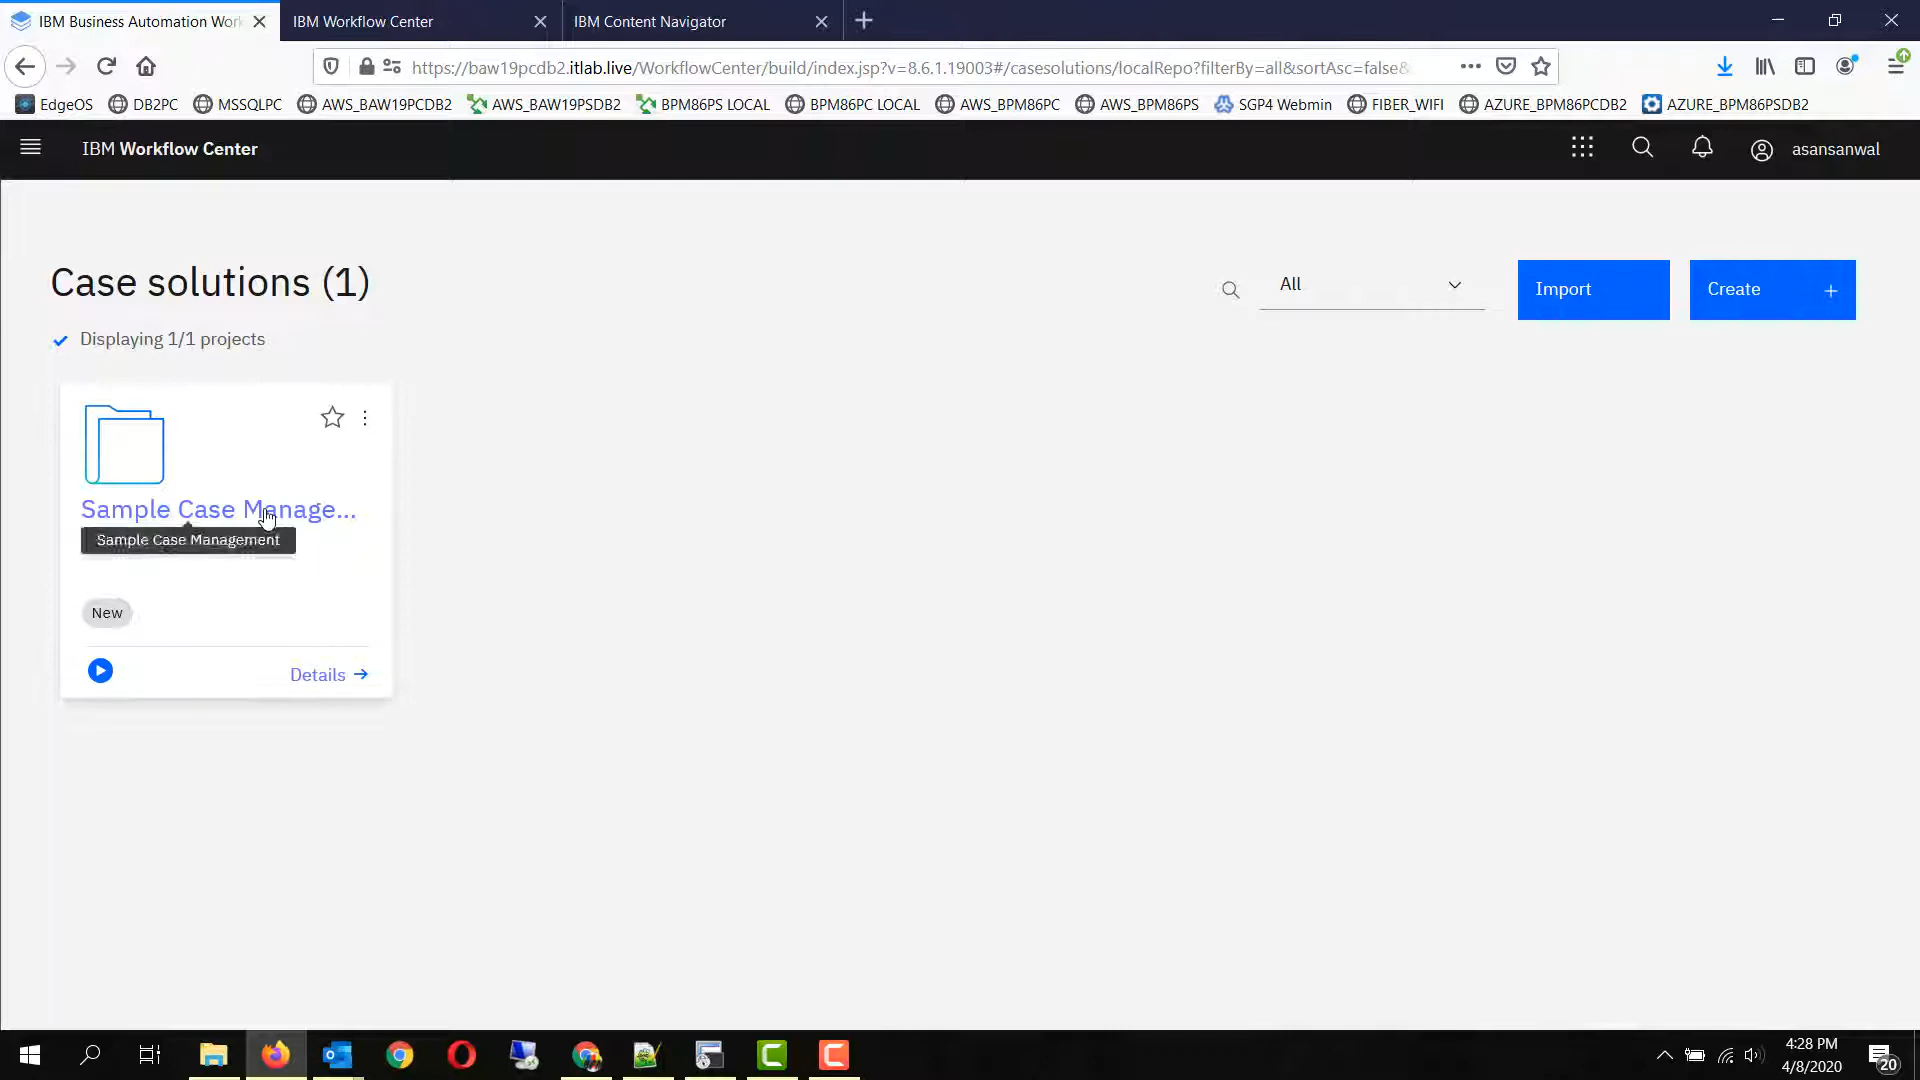 IBM Business Automation Wor
IBM Workflow Center
IBM Content Navigator
https://baw19pcdb2.itlab.live/WorkflowCenter/build/index.jsp?v=8.6.1.19003#/casesolutions/localRepo?filterBy=all&sortAsc=false&
EdgeOS
DB2PC
MSSQLPC
AWS_BAW19PCDB2
AWS_BAW19PSDB2
BPM86PS LOCAL
BPM86PC LOCAL
AWS_BPM86PC
AWS_BPM86PS
SGP4 Webmin
FIBER_WIFI
AZURE_BPM86PCDB2
AZURE_BPM86PSDB2
IBM Workflow Center
asansanwal
Case solutions (1)
All
Import
Create
Displaying 1/1 projects
Sample Case Manage...
Sample Case Management
New
Details
4:28 PM
4/8/2020
20